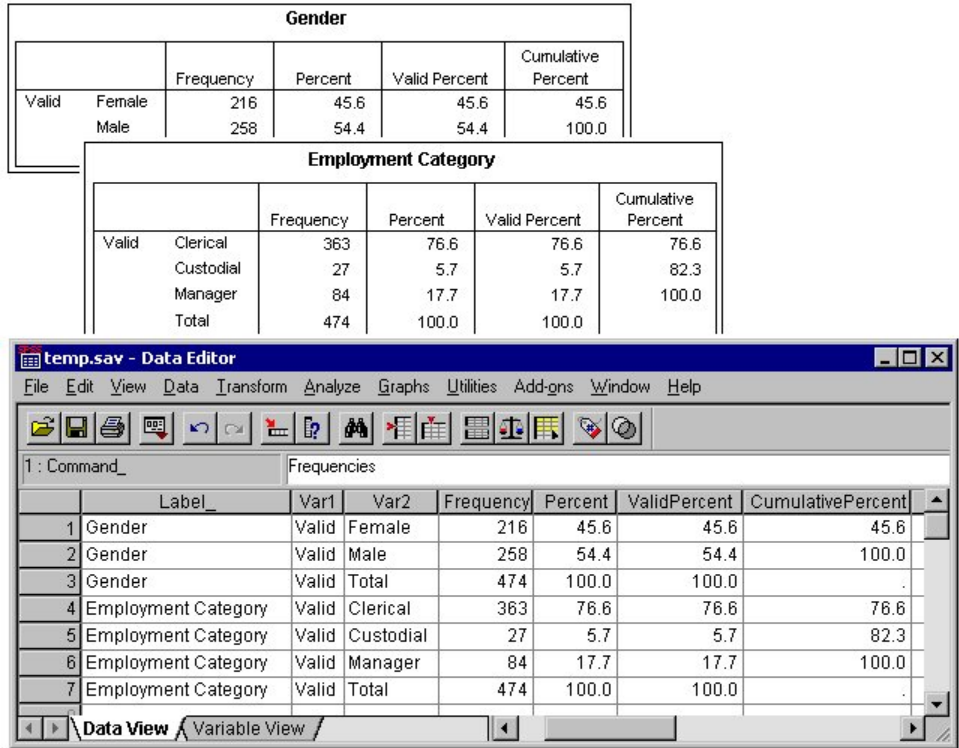 Gender
Frequency Percent Valid Percent Cumulative Percent
Valid Female 216 45.6 45.6 45.6
Male 258 54.4 54.4 100.0
Employment Category
Frequency Percent Valid Percent Cumulative Percent
Valid Clerical 363 76.6 76.6 76.6
Custodial 27 5.7 5.7 82.3
Manager 84 17.7 17.7 100.0
Total 474 100.0 100.0
SPSS temp.sav - Data Editor
File Edit View Data Transform Analyze Graphs Utilities Add-ons Window Help
1 : Command_ Frequencies
Label_ Var1 Var2 Frequency Percent ValidPercent CumulativePercent
1 Gender Valid Female 216 45.6 45.6 45.6
2 Gender Valid Male 258 54.4 54.4 100.0
3 Gender Valid Total 474 100.0 100.0 .
4 Employment Category Valid Clerical 363 76.6 76.6 76.6
5 Employment Category Valid Custodial 27 5.7 5.7 82.3
6 Employment Category Valid Manager 84 17.7 17.7 100.0
7 Employment Category Valid Total 474 100.0 100.0 .
Data View Variable View